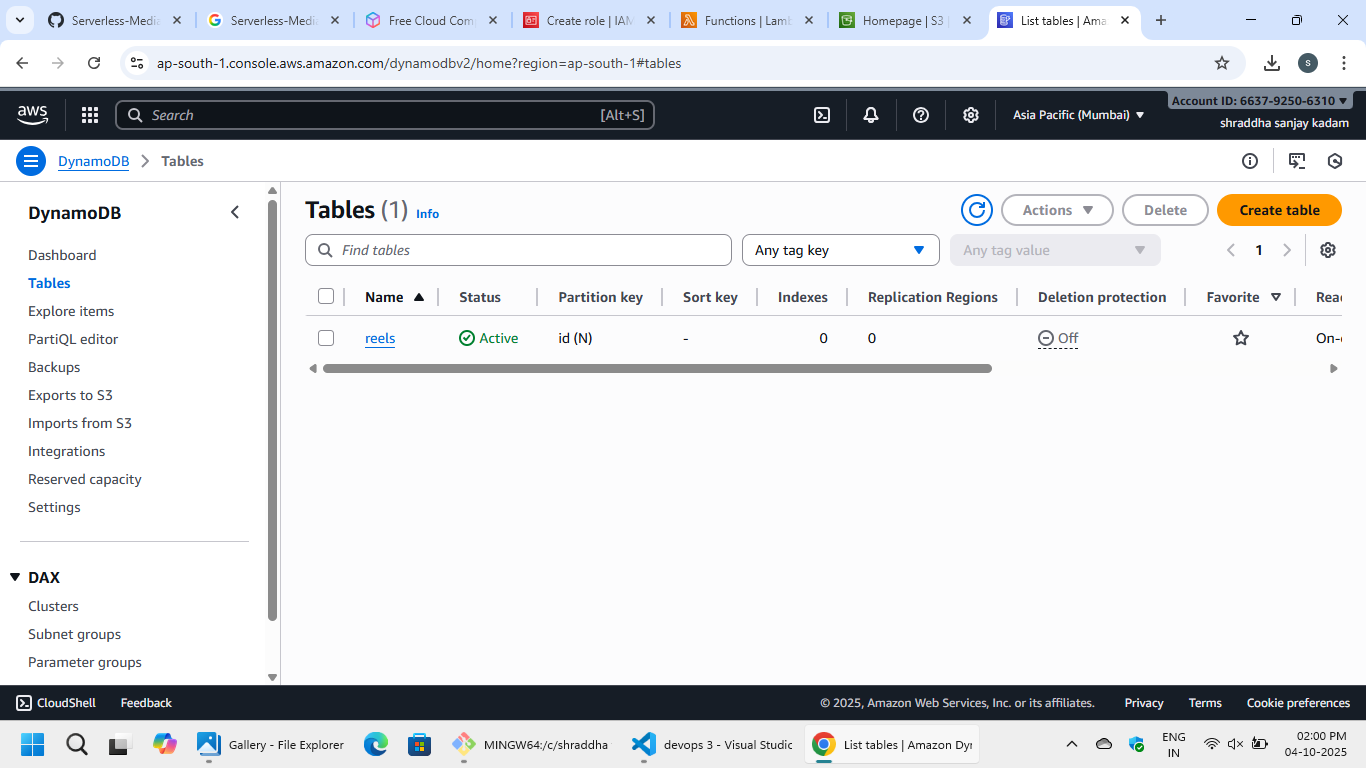 Serverless-Media
Serverless-Media
Free Cloud Com
Create role | IAM
Functions | Lamb
Homepage | S3 |
List tables | Ama
ap-south-1.console.aws.amazon.com/dynamodbv2/home?region=ap-south-1#tables
S
aws
Search
[Alt+S]
Asia Pacific (Mumbai)
Account ID: 6637-9250-6310
shraddha sanjay kadam
DynamoDB
Tables
DynamoDB
Dashboard
Tables
Explore items
PartiQL editor
Backups
Exports to S3
Imports from S3
Integrations
Reserved capacity
Settings
DAX
Clusters
Subnet groups
Parameter groups
Tables (1) Info
Actions
Delete
Create table
Find tables
Any tag key
Any tag value
1
Name Status Partition key Sort key Indexes Replication Regions Deletion protection Favorite Read
reels Active id (N) - 0 0 Off On-
CloudShell Feedback
© 2025, Amazon Web Services, Inc. or its affiliates. Privacy Terms Cookie preferences
Gallery - File Explorer
MINGW64:/c/shraddha
devops 3 - Visual Studic
List tables | Amazon Dyr
ENG
IN
02:00 PM
04-10-2025